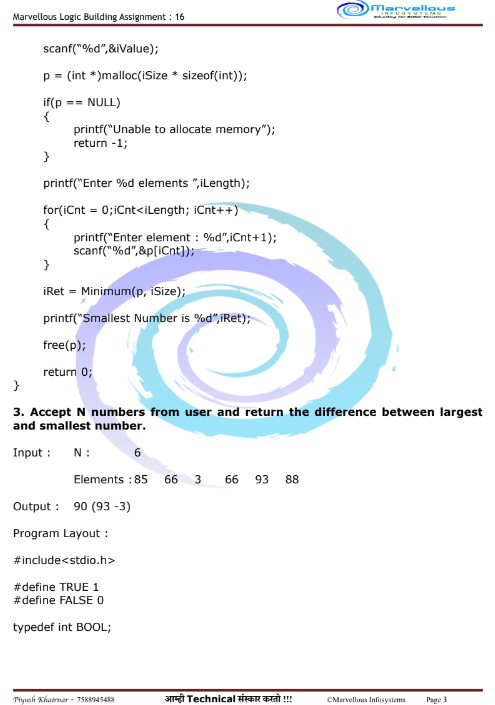 Marvellous Logic Building Assignment : 16
Marvellous
INFOSYSTEMS
Educating for Better Tomorrow
scanf(“%d”,&iValue);
p = (int *)malloc(iSize * sizeof(int));
if(p == NULL)
{
printf(“Unable to allocate memory”);
return -1;
}
printf(“Enter %d elements ”,iLength);
for(iCnt = 0;iCnt<iLength; iCnt++)
{
printf(“Enter element : %d”,iCnt+1);
scanf(“%d”,&p[iCnt]);
}
iRet = Minimum(p, iSize);
printf(“Smallest Number is %d”,iRet);
free(p);
return 0;
}
3. Accept N numbers from user and return the difference between largest
and smallest number.
Input : N : 6
Elements : 85 66 3 66 93 88
Output : 90 (93 -3)
Program Layout :
#include<stdio.h>
#define TRUE 1
#define FALSE 0
typedef int BOOL;
Piyush Khairnar - 7588945488 आम्ही Technical संस्कार करतो !!! ©Marvellous Infosystems Page 3